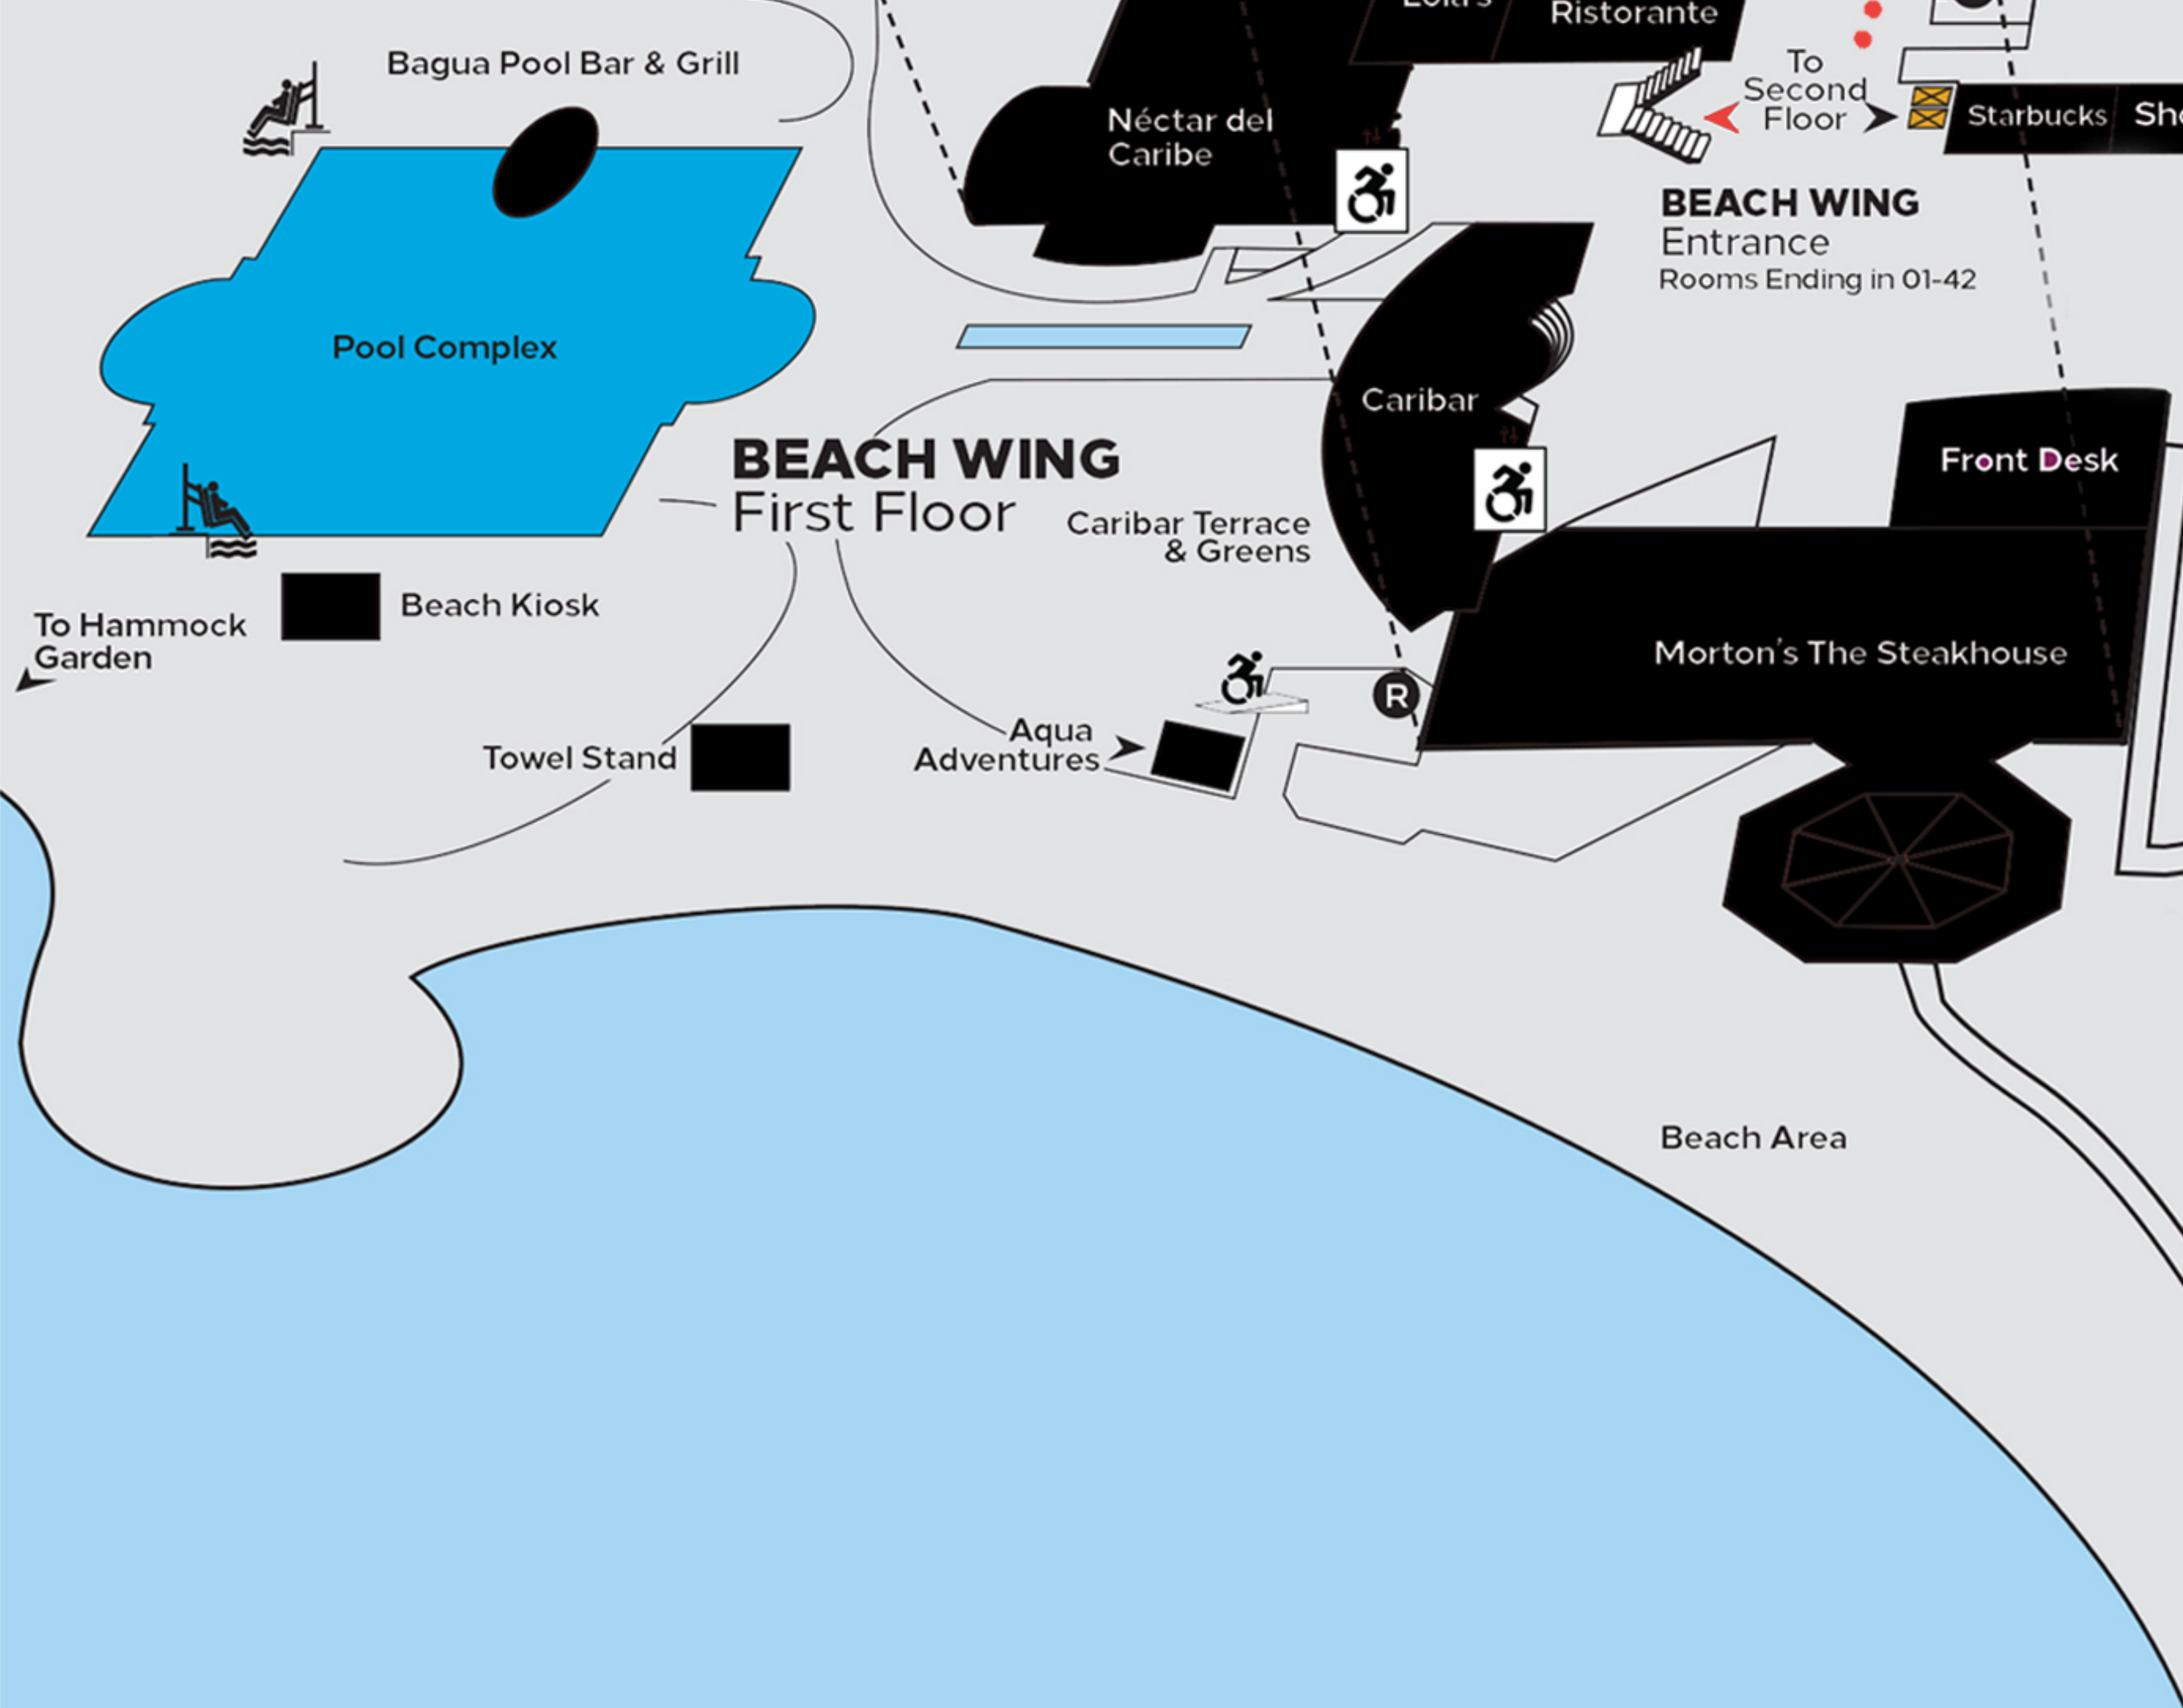 Ristorante
Bagua Pool Bar & Grill
To
Second
Floor
Néctar del
Caribe
Starbucks
BEACH WING
Entrance
Rooms Ending in 01-42
Pool Complex
Caribar
BEACH WING
First Floor
Front Desk
Caribar Terrace
& Greens
Beach Kiosk
To Hammock
Garden
Morton's The Steakhouse
R
Towel Stand
Aqua
Adventures
Beach Area